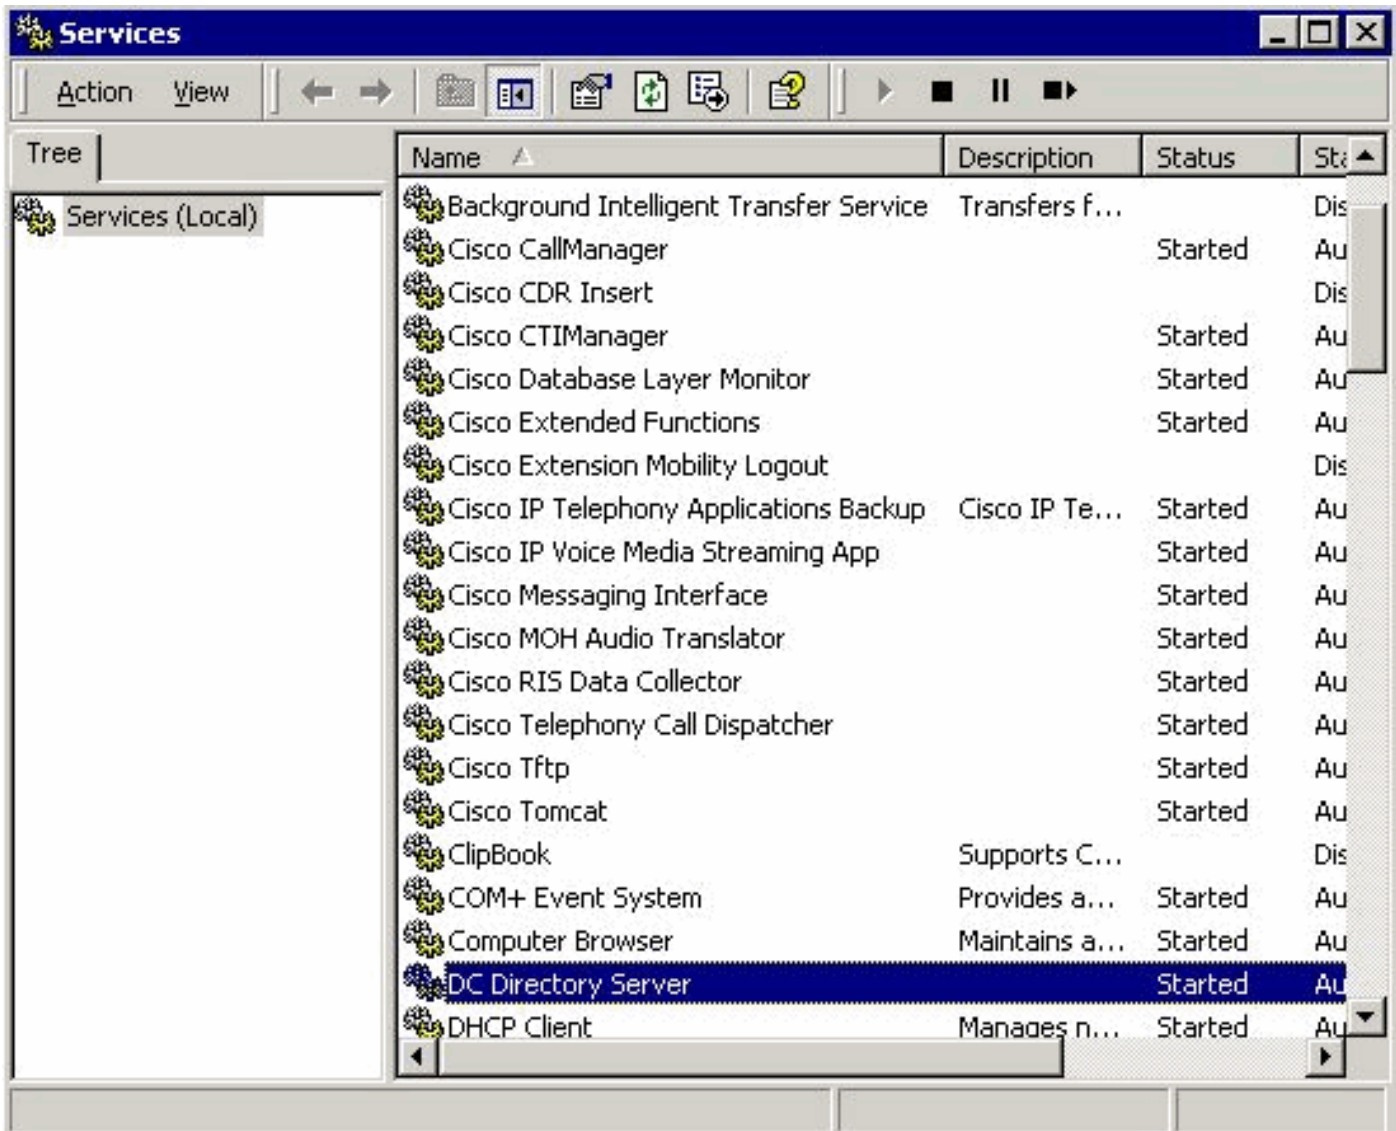 Services
Action View
Tree
Name Description Status Sta
Services (Local)
Background Intelligent Transfer Service Transfers f... Dis
Cisco CallManager Started Au
Cisco CDR Insert Dis
Cisco CTIManager Started Au
Cisco Database Layer Monitor Started Au
Cisco Extended Functions Started Au
Cisco Extension Mobility Logout Dis
Cisco IP Telephony Applications Backup Cisco IP Te... Started Au
Cisco IP Voice Media Streaming App Started Au
Cisco Messaging Interface Started Au
Cisco MOH Audio Translator Started Au
Cisco RIS Data Collector Started Au
Cisco Telephony Call Dispatcher Started Au
Cisco Tftp Started Au
Cisco Tomcat Started Au
ClipBook Supports C... Dis
COM+ Event System Provides a... Started Au
Computer Browser Maintains a... Started Au
DC Directory Server Started Au
DHCP Client Manages n... Started Au